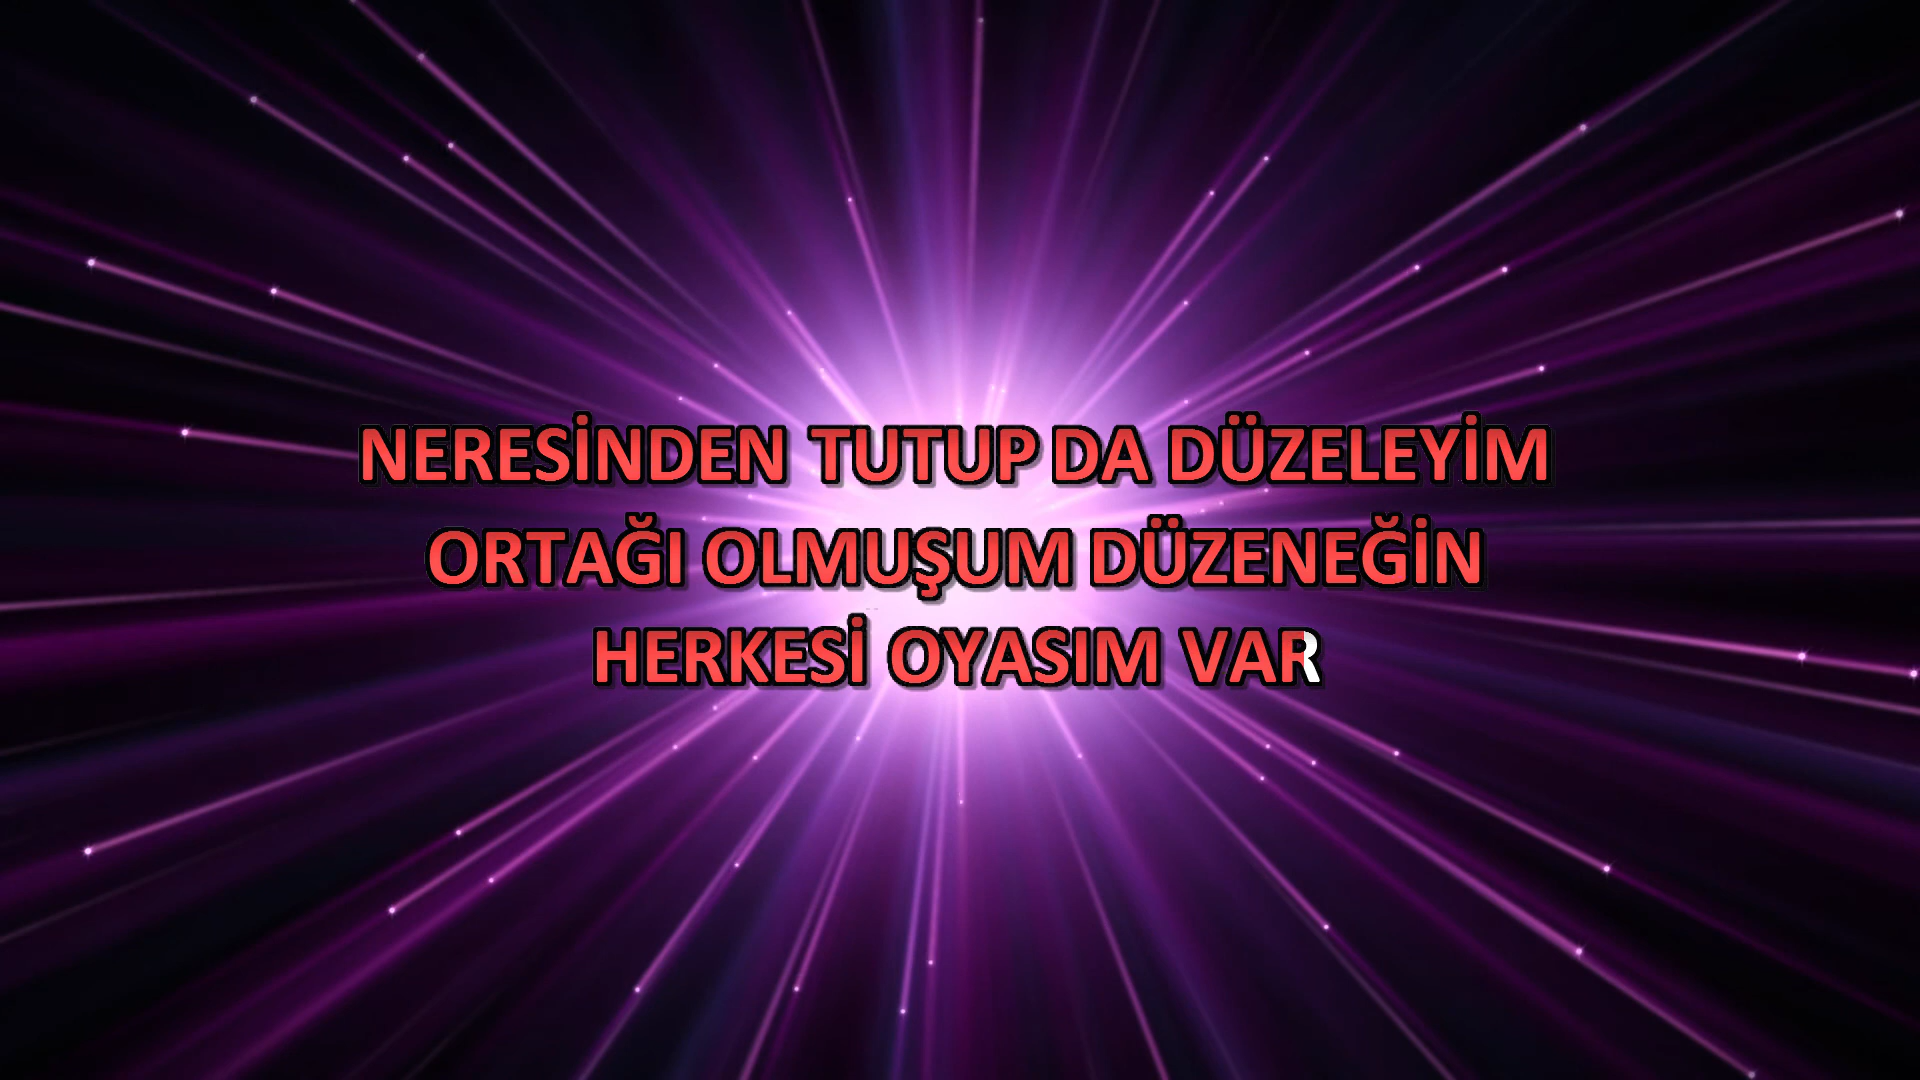 NERESİNDEN TUTUP DA DÜZELEYİM
ORTAĞI OLMUŞUM DÜZENEĞİN
HERKESİ OYASIM VAR